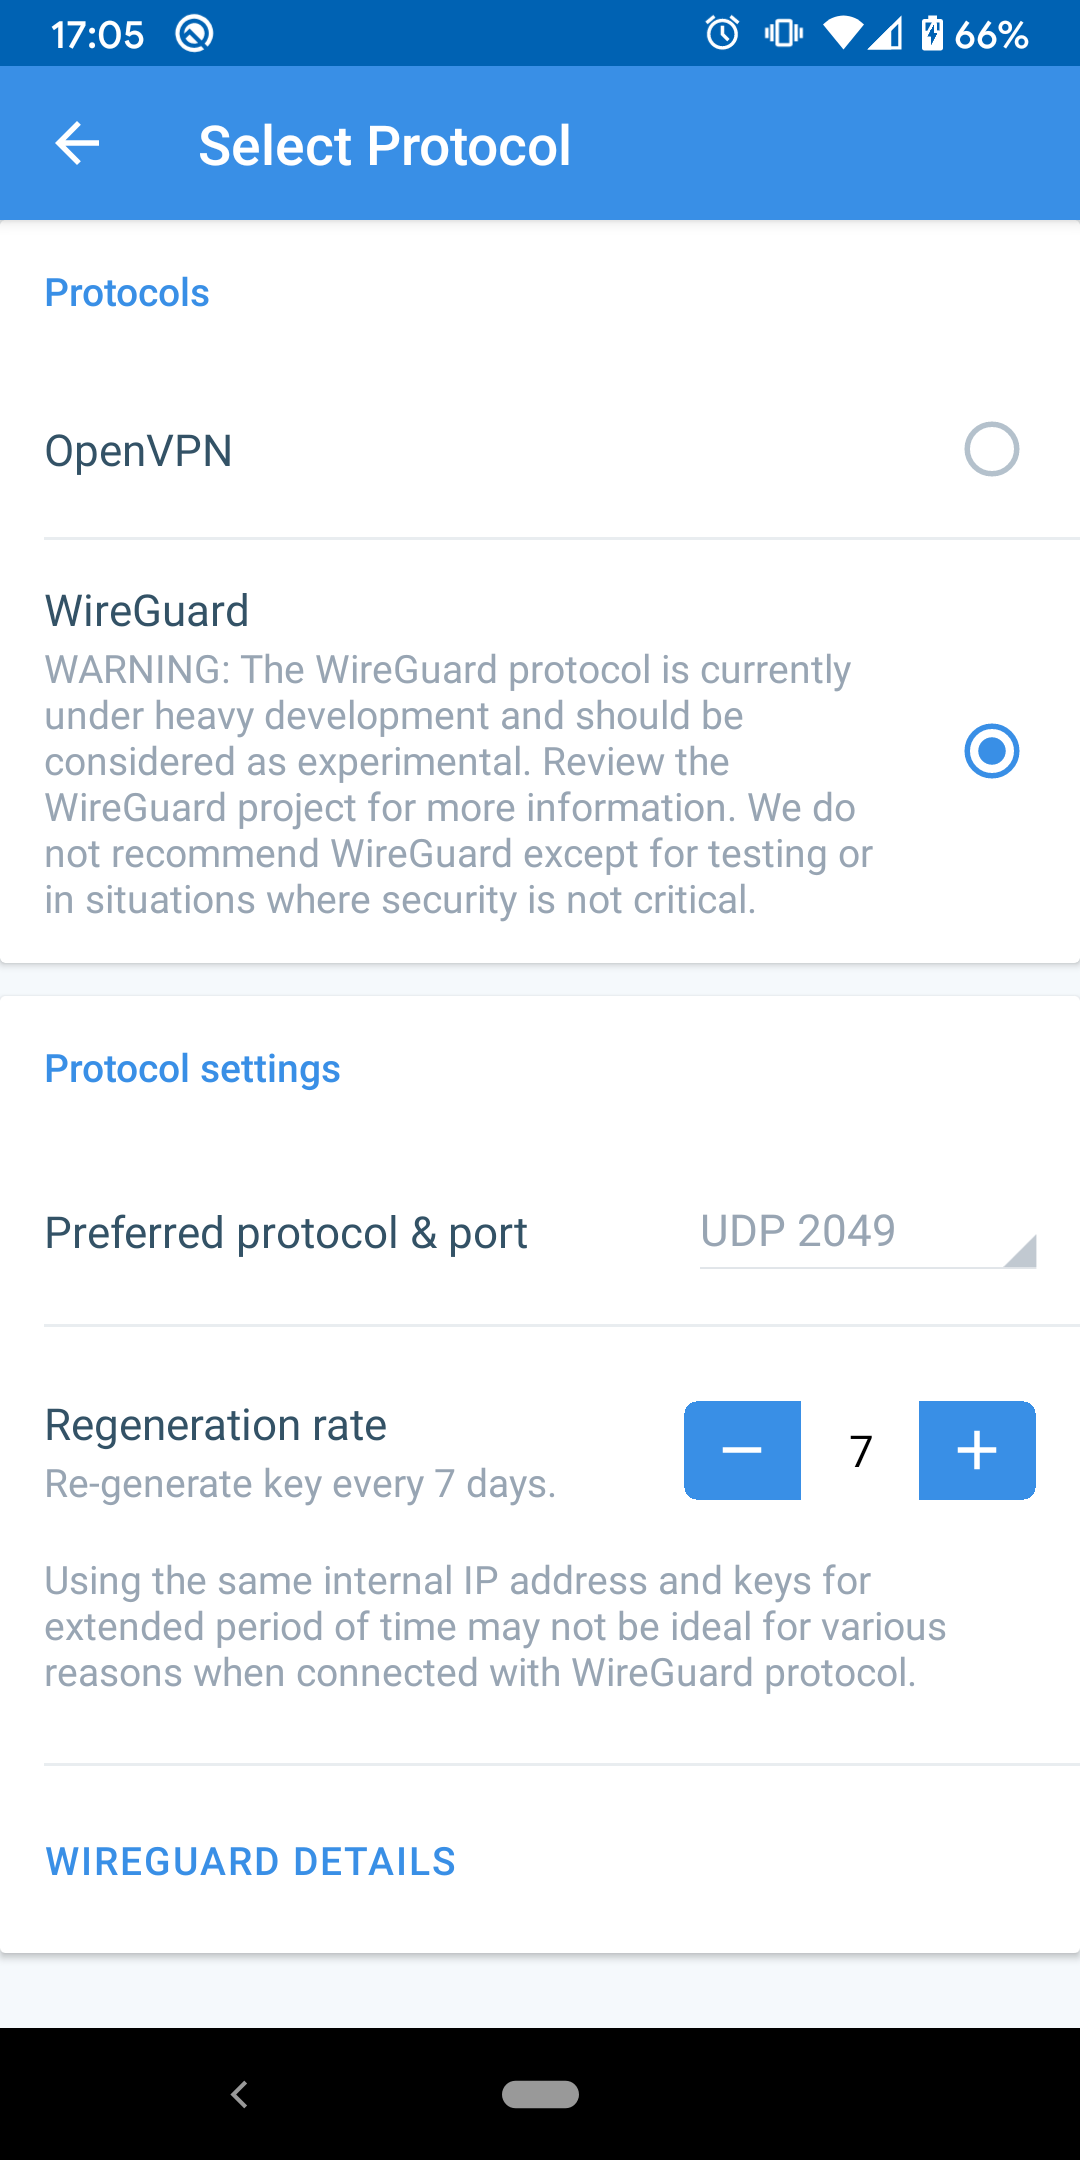 17:05
66%
Select Protocol
Protocols
OpenVPN
WireGuard
WARNING: The WireGuard protocol is currently
under heavy development and should be
considered as experimental. Review the
WireGuard project for more information. We do
not recommend WireGuard except for testing or
in situations where security is not critical.
Protocol settings
Preferred protocol & port
UDP 2049
Regeneration rate
Re-generate key every 7 days.
7
Using the same internal IP address and keys for
extended period of time may not be ideal for various
reasons when connected with WireGuard protocol.
WIREGUARD DETAILS